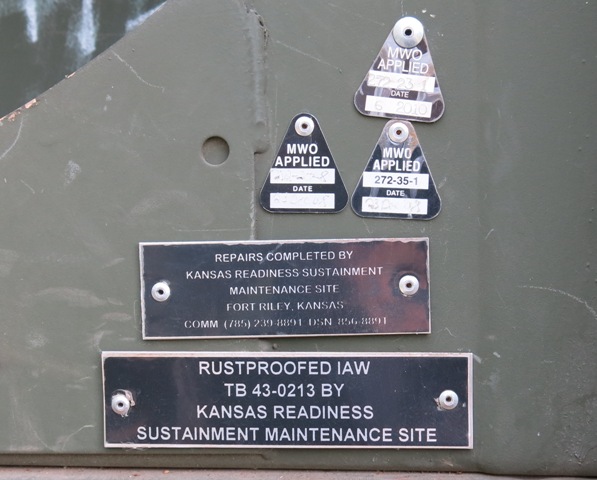 MWO
APPLIED
DATE
MWO
APPLIED
DATE
MWO
APPLIED
272-35-1
DATE
REPAIRS COMPLETED BY
KANSAS READINESS SUSTAINMENT
MAINTENANCE SITE
FORT RILEY, KANSAS
COMM (785) 239-8891 DSN 856-8891
RUSTPROOFED IAW
TB 43-0213 BY
KANSAS READINESS
SUSTAINMENT MAINTENANCE SITE